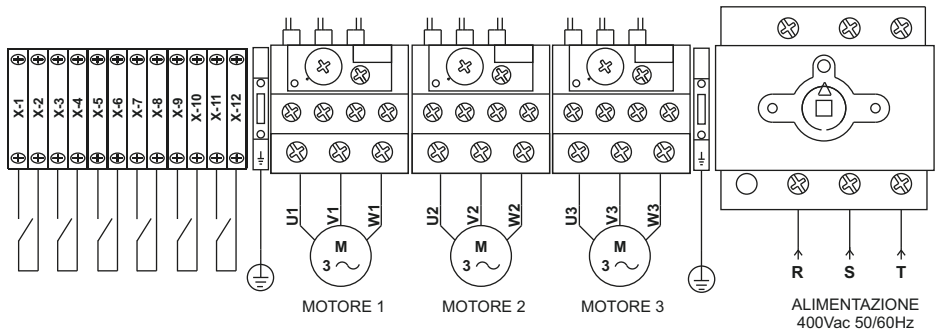 X-1
X-2
X-3
X-4
X-5
X-6
X-7
X-8
X-9
X-10
X-11
X-12
U1
V1
W1
U2
V2
W2
U3
V3
W3
M
3
M
3
M
3
R
S
T
MOTORE 1
MOTORE 2
MOTORE 3
ALIMENTAZIONE
400Vac 50/60Hz